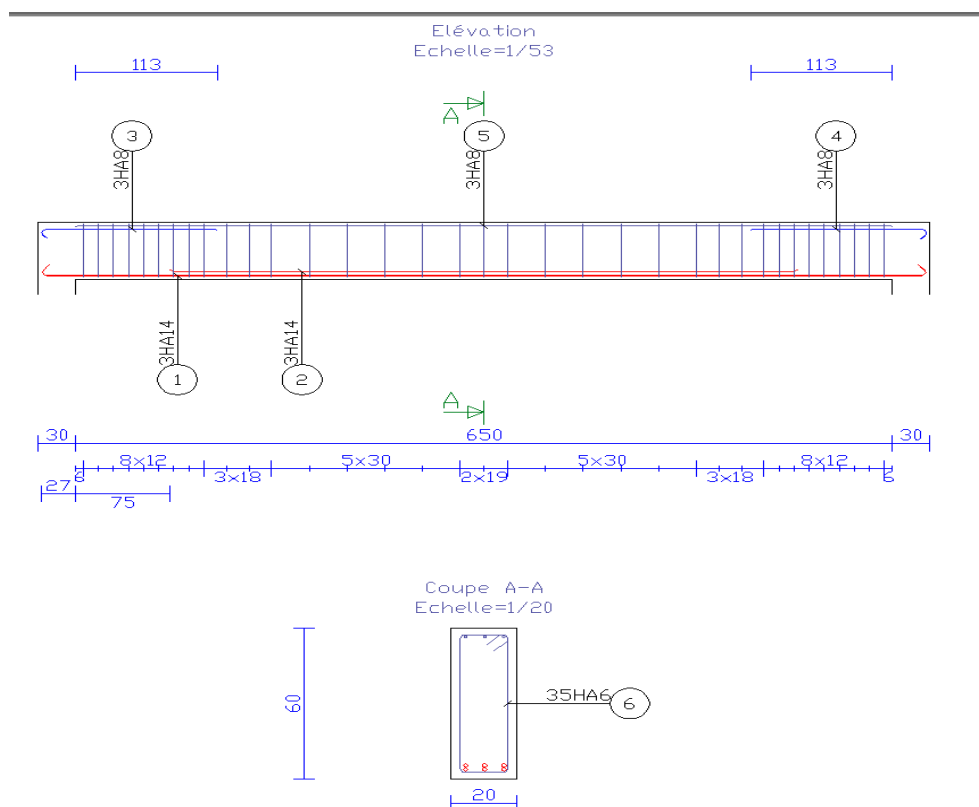 Elévation
Echelle=1/53
113 113
A
3 5 4
3HA8 3HA8 3HA8
3HA14 3HA14
1 2
A
30 650 30
6 8x12 3x18 5x30 2x19 5x30 3x18 8x12 6
27
75
Coupe A-A
Echelle=1/20
60
35HA6 6
20